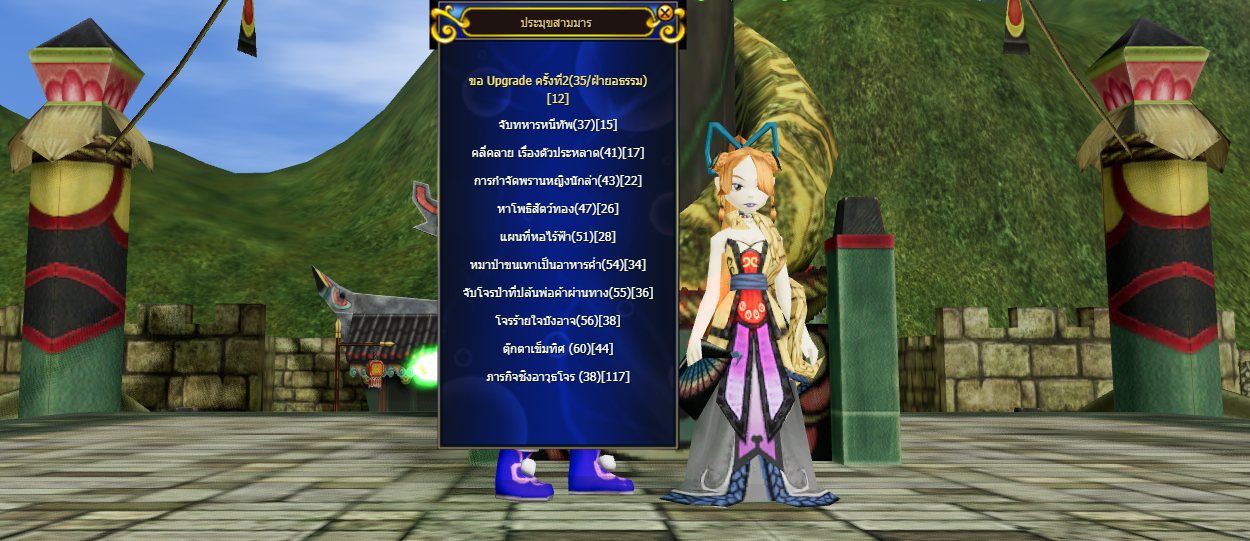 ประมุขสามมาร
ขอ Upgrade ครั้งที่2(35/ฝ่ายอธรรม)
[12]
จับทหารหนีทัพ(37)[15]
คลี่คลาย เรื่องตัวประหลาด(41)[17]
การกำจัดพรานหญิงนักล่า(43)[22]
หาโพธิสัตว์ทอง(47)[26]
แผนที่หอไร้ฟ้า(51)[28]
หมาป่าขนเทาเป็นอาหารค่ำ(54)[34]
จับโจรป่าที่ปล้นพ่อค้าผ่านทาง(55)[36]
โจรร้ายใจบังอาจ(56)[38]
ตุ๊กตาเข็มทิศ (60)[44]
ภารกิจชิงอาวุธโจร (38)[117]